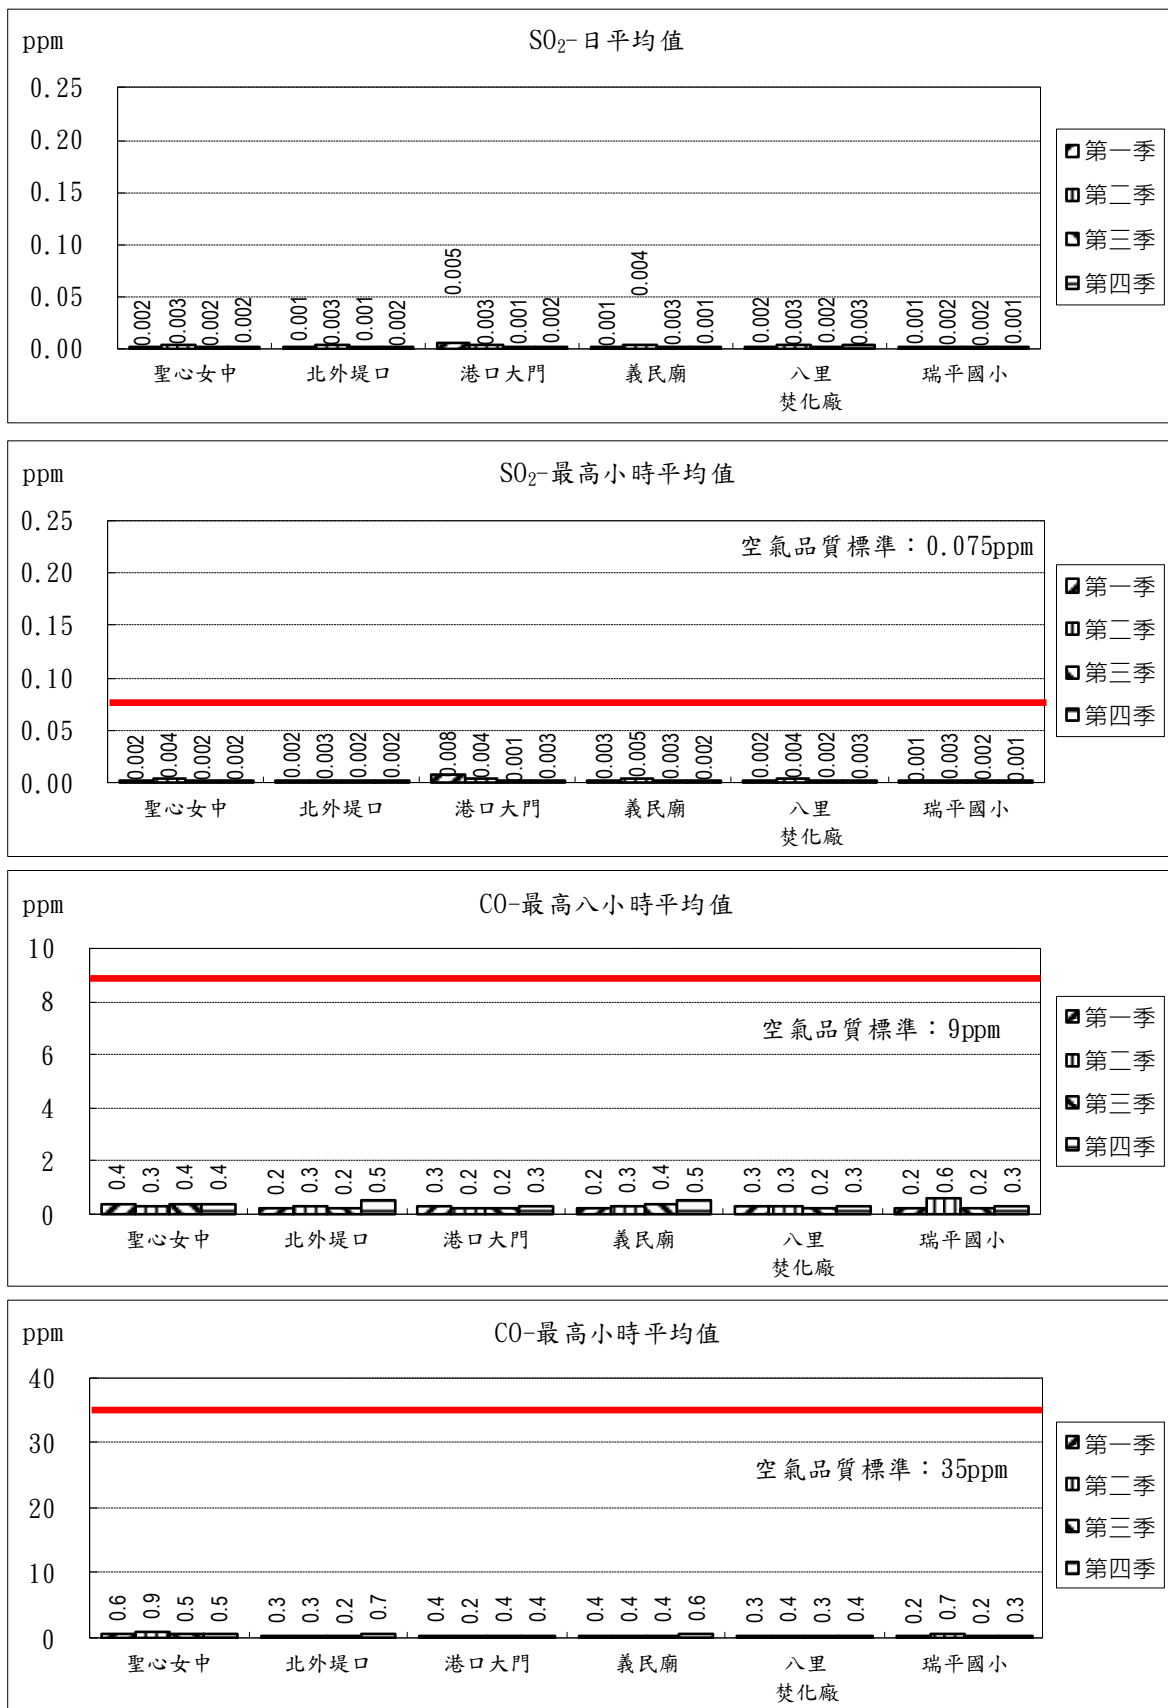 ppm
SO₂-日平均值
0.25
0.20
0.15
0.10
0.05
0.00
0.002 0.003 0.002 0.002 0.001 0.003 0.001 0.002 0.005 0.003 0.001 0.002 0.001 0.004 0.003 0.001 0.002 0.003 0.002 0.003 0.001 0.002 0.002 0.001
聖心女中 北外堤口 港口大門 義民廟 八里 瑞平國小
焚化廠
第一季
第二季
第三季
第四季
ppm
SO₂-最高小時平均值
空氣品質標準：0.075ppm
0.25
0.20
0.15
0.10
0.05
0.00
0.002 0.004 0.002 0.002 0.002 0.003 0.002 0.002 0.008 0.004 0.001 0.003 0.003 0.005 0.003 0.002 0.002 0.004 0.002 0.003 0.001 0.003 0.002 0.001
聖心女中 北外堤口 港口大門 義民廟 八里 瑞平國小
焚化廠
第一季
第二季
第三季
第四季
ppm
CO-最高八小時平均值
空氣品質標準：9ppm
10
8
6
4
2
0
0.4 0.3 0.4 0.4 0.2 0.3 0.2 0.5 0.3 0.2 0.2 0.3 0.2 0.3 0.4 0.5 0.3 0.3 0.2 0.3 0.2 0.6 0.2 0.3
聖心女中 北外堤口 港口大門 義民廟 八里 瑞平國小
焚化廠
第一季
第二季
第三季
第四季
ppm
CO-最高小時平均值
空氣品質標準：35ppm
40
30
20
10
0
0.6 0.9 0.5 0.5 0.3 0.3 0.2 0.7 0.4 0.2 0.4 0.4 0.4 0.4 0.4 0.6 0.3 0.4 0.3 0.4 0.2 0.7 0.2 0.3
聖心女中 北外堤口 港口大門 義民廟 八里 瑞平國小
焚化廠
第一季
第二季
第三季
第四季